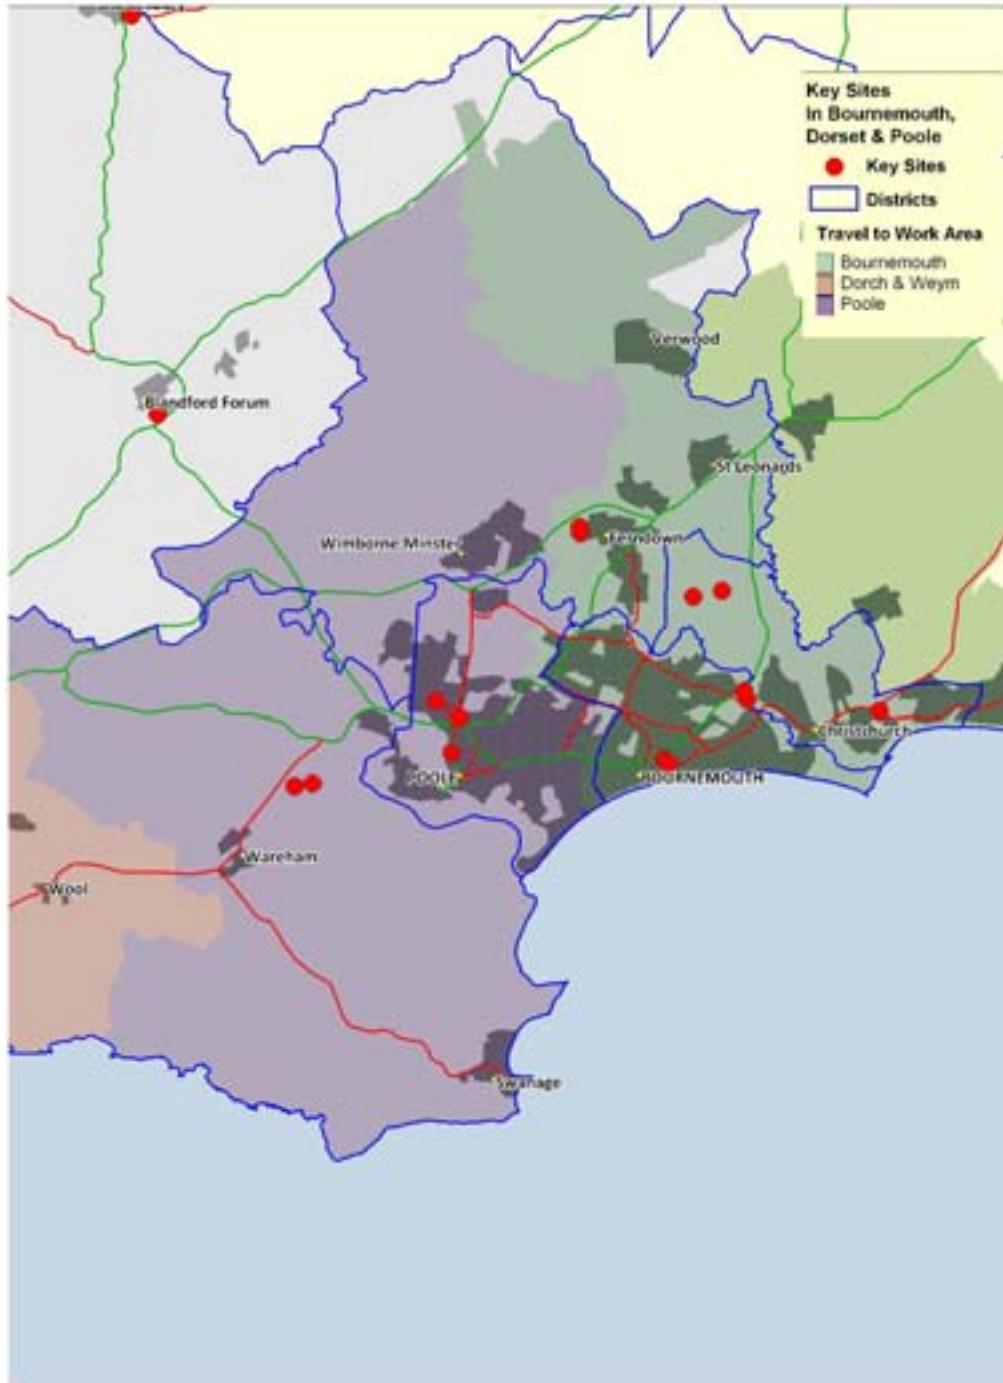 Key Sites
In Bournemouth,
Dorset & Poole
Key Sites
Districts
Travel to Work Area
Bournemouth
Dorch & Weym
Poole
Verwood
Blandford Forum
St Leonards
Wimborne Minster
Ferndown
Christchurch
POOLE
BOURNEMOUTH
Wareham
Wool
Swanage